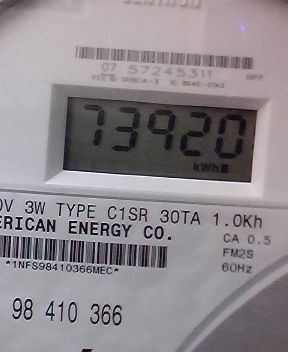 07 57245311
HPP
73920
kWh
0V 3W TYPE C1SR 30TA 1.0Kh
ERICAN ENERGY CO.
CA 0.5
FM2S
60Hz
*1NFS98410366MEC*
98 410 366